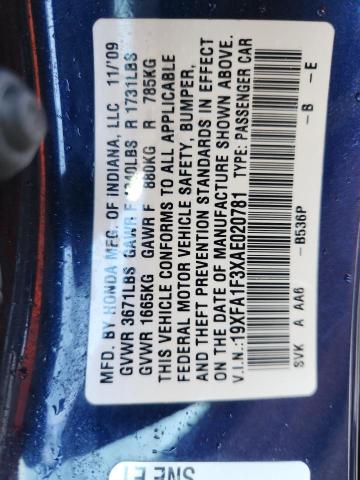 MFD. BY HONDA MFG. OF INDIANA, LLC 11/'09
GVWR 3671LBS GAWR F 1940LBS R 1731LBS
GVWR 1665KG GAWR F 880KG R 785KG
THIS VEHICLE CONFORMS TO ALL APPLICABLE
FEDERAL MOTOR VEHICLE SAFETY, BUMPER,
AND THEFT PREVENTION STANDARDS IN EFFECT
ON THE DATE OF MANUFACTURE SHOWN ABOVE.
V.I.N.:19XFA1F3XAE020781 TYPE: PASSENGER CAR
SVK A AA6 -B536P -B -E